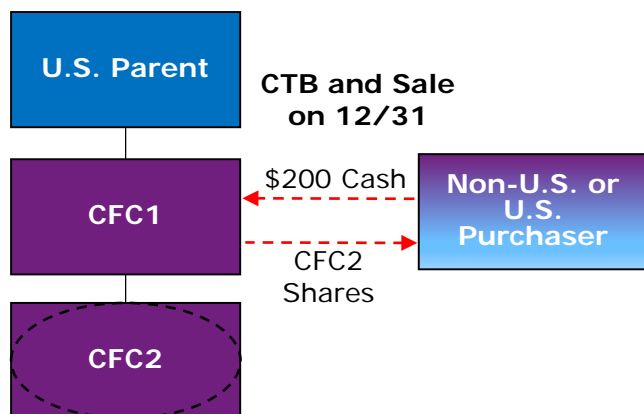 U.S. Parent
CTB and Sale
on 12/31
CFC1
$200 Cash
Non-U.S. or
U.S.
Purchaser
CFC2
Shares
CFC2